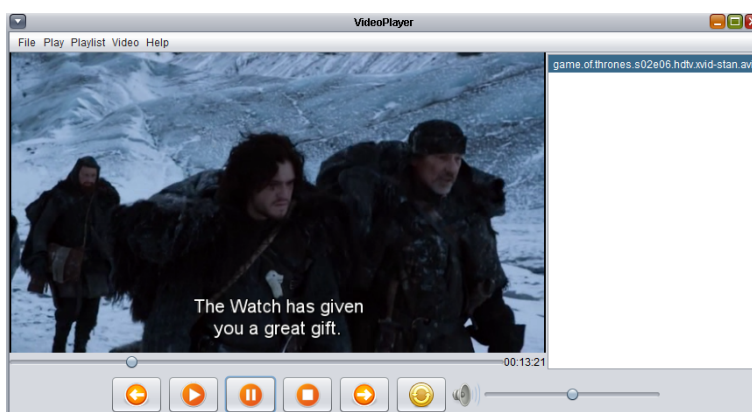 VideoPlayer
File Play Playlist Video Help
game.of.thrones.s02e06.hdtv.xvid-stan.avi
The Watch has given
you a great gift.
00:13:21